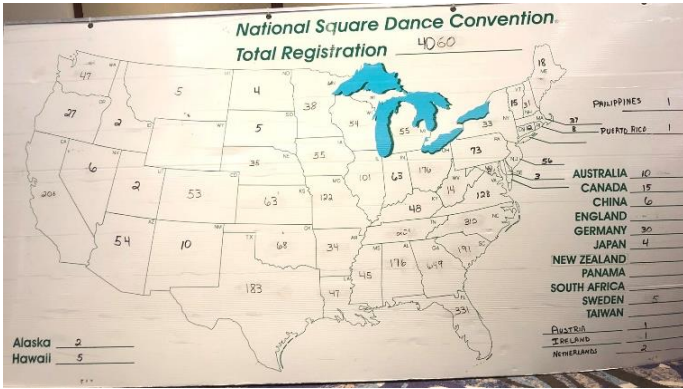 National Square Dance Convention
Total Registration 4060
47
5
4
38
18
27
2
5
54
55
33
15
31
37
8
PHILIPPINES 1
PUERTO RICO 1
6
2
53
35
101
63
176
73
56
3
63
122
14
128
AUSTRALIA 10
CANADA 15
CHINA 6
ENGLAND
GERMANY 30
JAPAN 4
NEW ZEALAND
PANAMA
SOUTH AFRICA
SWEDEN 5
TAIWAN
AUSTRIA 1
IRELAND 1
NETHERLANDS 2
54
10
68
34
48
310
183
47
45
176
191
331
Alaska 2
Hawaii 5